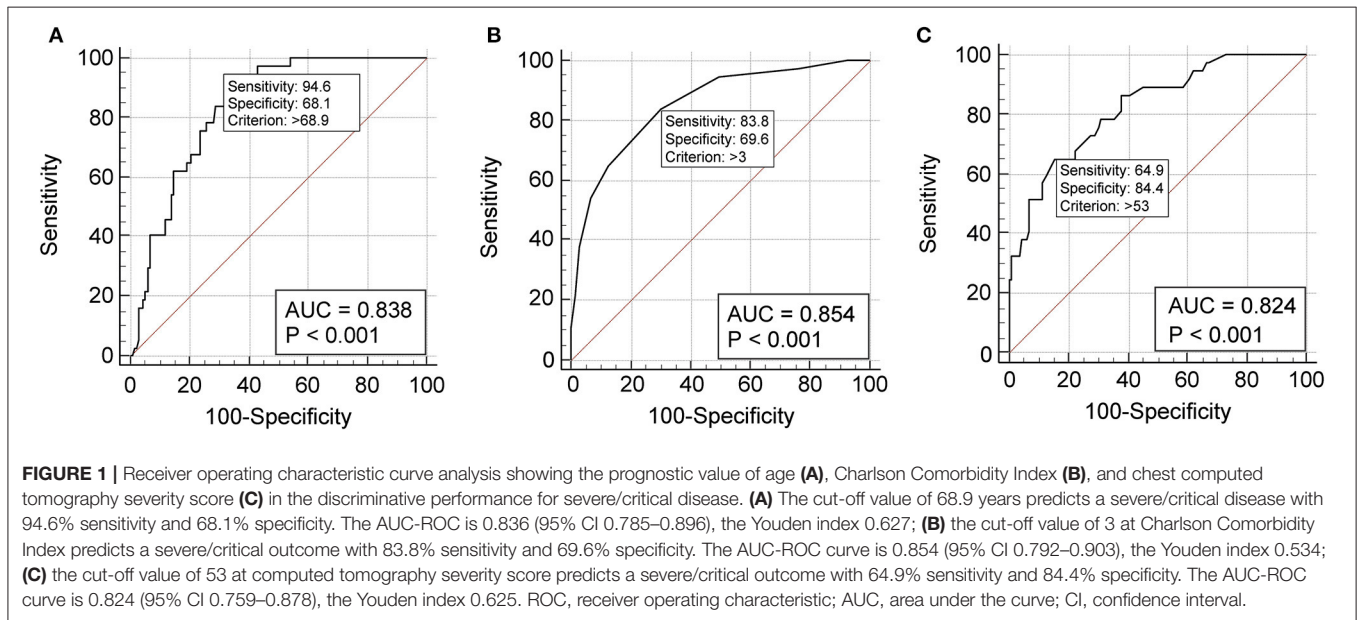 A
100
80
60
40
20
0
Sensitivity
Sensitivity: 94.6
Specificity: 68.1
Criterion: >68.9
AUC = 0.838
P < 0.001
0 20 40 60 80 100
100-Specificity
B
100
80
60
40
20
0
Sensitivity
Sensitivity: 83.8
Specificity: 69.6
Criterion: >3
AUC = 0.854
P < 0.001
0 20 40 60 80 100
100-Specificity
C
100
80
60
40
20
0
Sensitivity
Sensitivity: 64.9
Specificity: 84.4
Criterion: >53
AUC = 0.824
P < 0.001
0 20 40 60 80 100
100-Specificity
FIGURE 1 | Receiver operating characteristic curve analysis showing the prognostic value of age (A), Charlson Comorbidity Index (B), and chest computed
tomography severity score (C) in the discriminative performance for severe/critical disease. (A) The cut-off value of 68.9 years predicts a severe/critical disease with
94.6% sensitivity and 68.1% specificity. The AUC-ROC is 0.836 (95% CI 0.785–0.896), the Youden index 0.627; (B) the cut-off value of 3 at Charlson Comorbidity
Index predicts a severe/critical outcome with 83.8% sensitivity and 69.6% specificity. The AUC-ROC curve is 0.854 (95% CI 0.792–0.903), the Youden index 0.534;
(C) the cut-off value of 53 at computed tomography severity score predicts a severe/critical outcome with 64.9% sensitivity and 84.4% specificity. The AUC-ROC
curve is 0.824 (95% CI 0.759–0.878), the Youden index 0.625. ROC, receiver operating characteristic; AUC, area under the curve; CI, confidence interval.